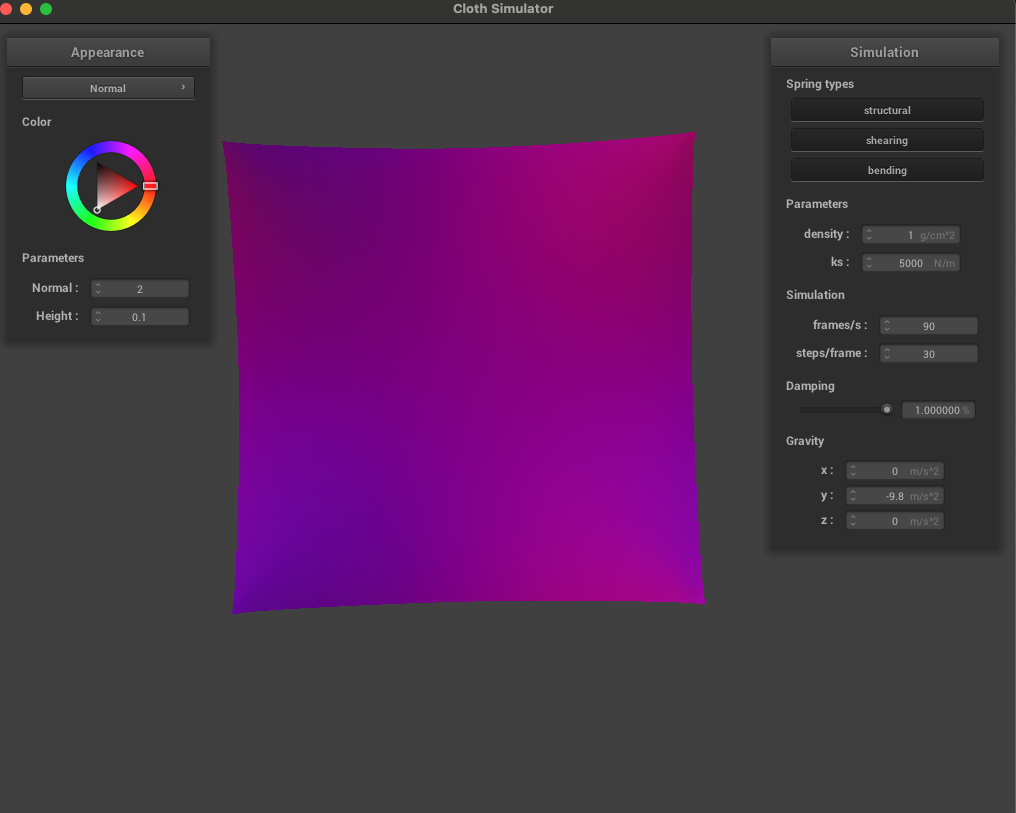 Cloth Simulator
Appearance
Normal
Color
Parameters
Normal : 2
Height : 0.1
Simulation
Spring types
structural
shearing
bending
Parameters
density : 1 g/cm^2
ks : 5000 N/m
Simulation
frames/s : 90
steps/frame : 30
Damping
1.000000 %
Gravity
x : 0 m/s^2
y : -9.8 m/s^2
z : 0 m/s^2